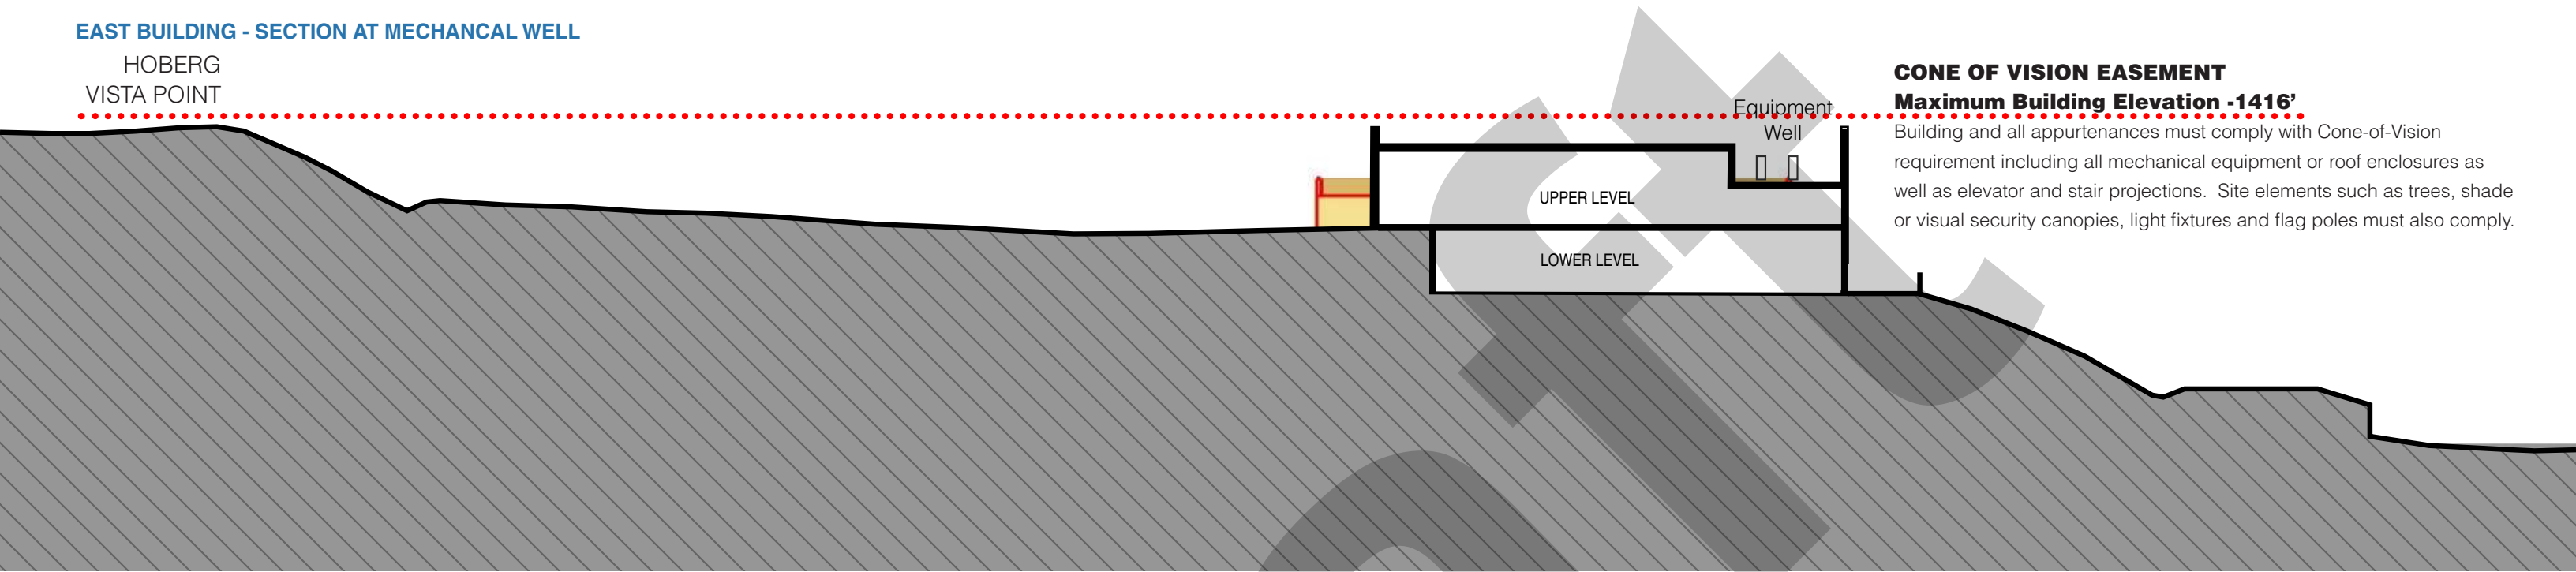 EAST BUILDING - SECTION AT MECHANCAL WELL
HOBERG
VISTA POINT
Equipment
Well
UPPER LEVEL
LOWER LEVEL
CONE OF VISION EASEMENT
Maximum Building Elevation -1416’
Building and all appurtenances must comply with Cone-of-Vision
requirement including all mechanical equipment or roof enclosures as
well as elevator and stair projections. Site elements such as trees, shade
or visual security canopies, light fixtures and flag poles must also comply.